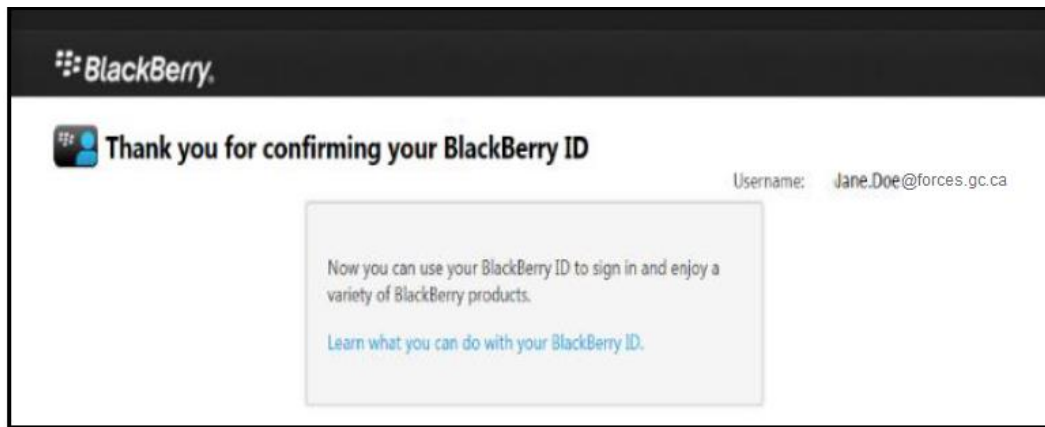 BlackBerry.
Thank you for confirming your BlackBerry ID
Username: Jane.Doe@forces.gc.ca
Now you can use your BlackBerry ID to sign in and enjoy a
variety of BlackBerry products.
Learn what you can do with your BlackBerry ID.